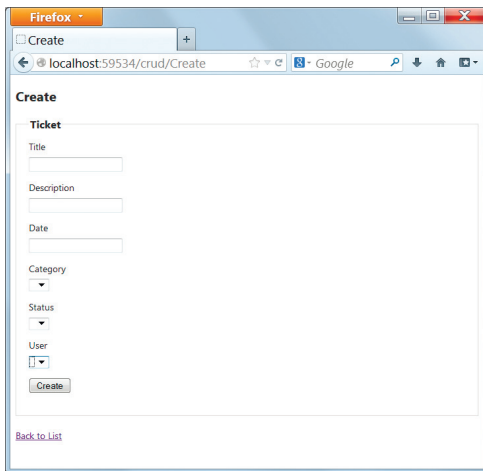 Firefox
Create
localhost:59534/crud/Create
Google
Create
Ticket
Title
Description
Date
Category
Status
User
Create
Back to List